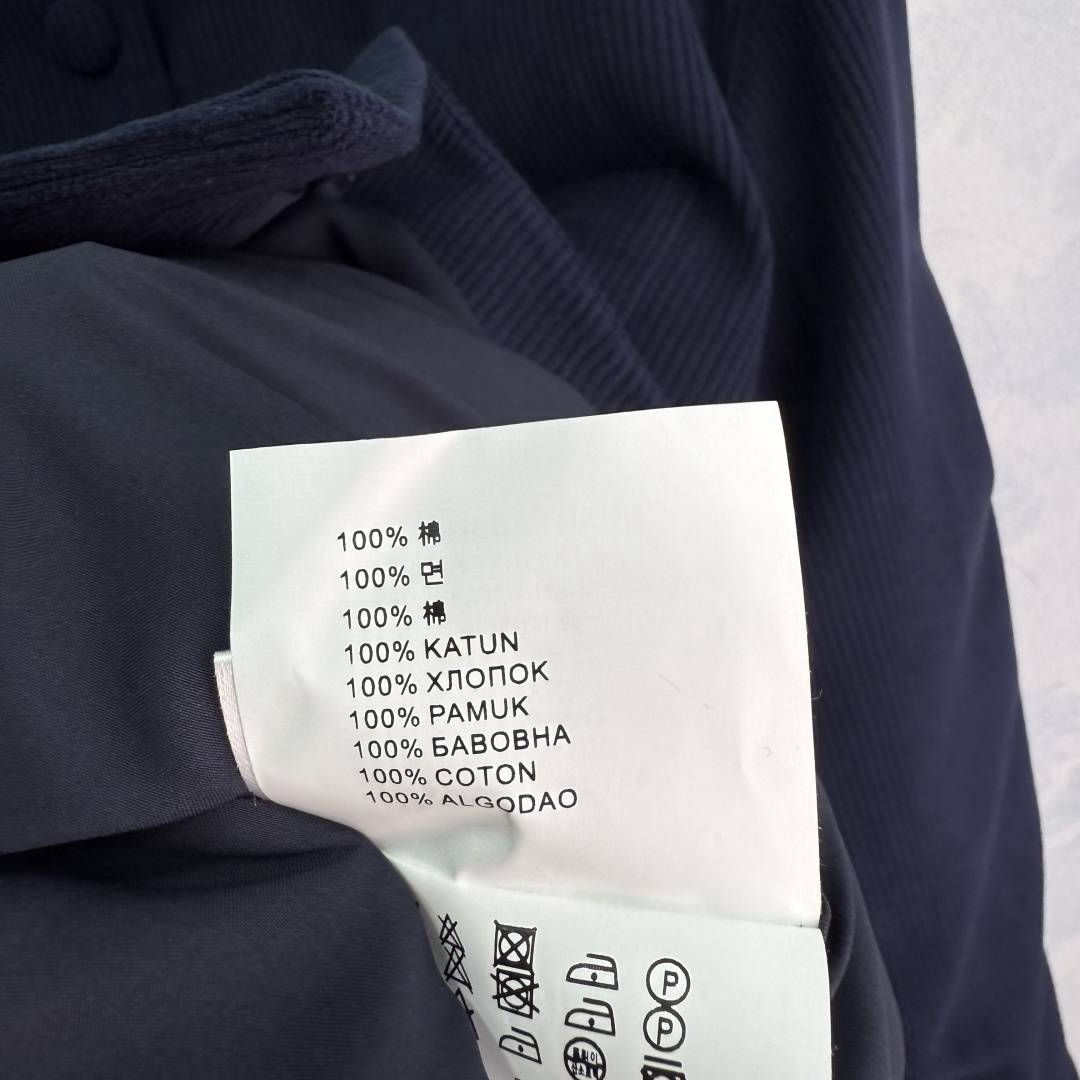 100% 棉
100% 면
100% 棉
100% KATUN
100% ХЛОПОК
100% PAMUK
100% БАВОВНА
100% COTON
100% ALGODAO
P
P